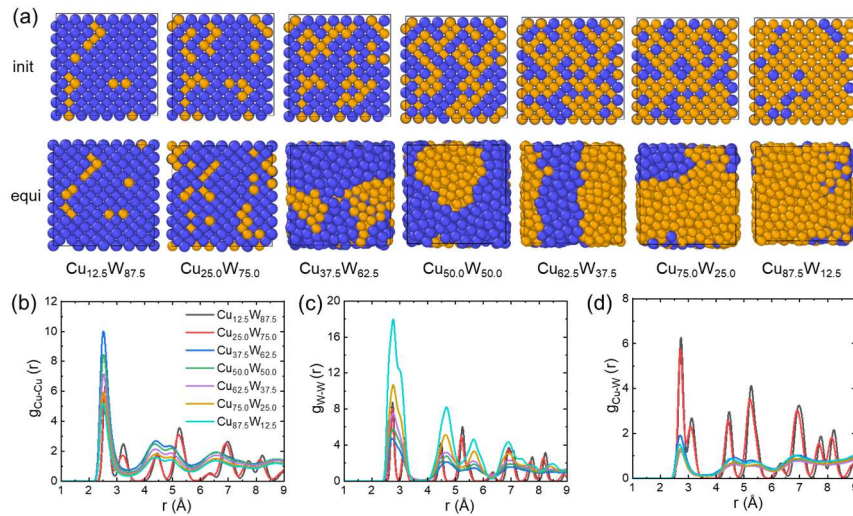 (a)
init
equi
Cu12.5W87.5 Cu25.0W75.0 Cu37.5W62.5 Cu50.0W50.0 Cu62.5W37.5 Cu75.0W25.0 Cu87.5W12.5
(b)
gCu-Cu (r)
12
10
8
6
4
2
0
Cu12.5W87.5
Cu25.0W75.0
Cu37.5W62.5
Cu50.0W50.0
Cu62.5W37.5
Cu75.0W25.0
Cu87.5W12.5
1 2 3 4 5 6 7 8 9
r (Å)
(c)
gW-W (r)
20
16
12
8
4
0
1 2 3 4 5 6 7 8 9
r (Å)
(d)
gCu-W (r)
8
6
4
2
0
1 2 3 4 5 6 7 8 9
r (Å)